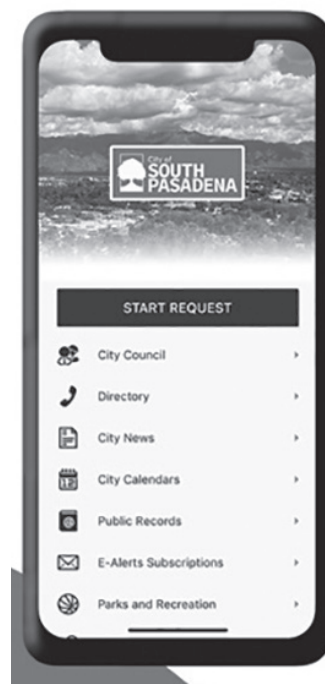 City of
SOUTH
PASADENA
START REQUEST
City Council
Directory
City News
City Calendars
Public Records
E-Alerts Subscriptions
Parks and Recreation